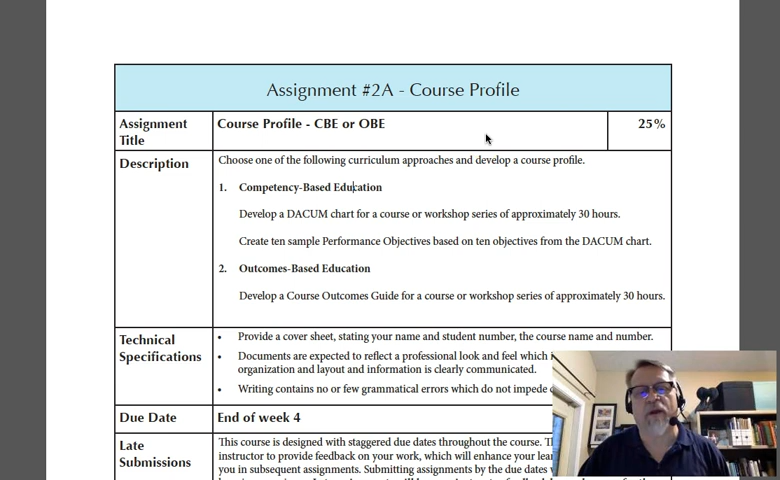 Assignment #2A - Course Profile
Assignment
Title
Course Profile - CBE or OBE
25%
Description
Choose one of the following curriculum approaches and develop a course profile.
1. Competency-Based Education
Develop a DACUM chart for a course or workshop series of approximately 30 hours.
Create ten sample Performance Objectives based on ten objectives from the DACUM chart.
2. Outcomes-Based Education
Develop a Course Outcomes Guide for a course or workshop series of approximately 30 hours.
Technical
Specifications
• Provide a cover sheet, stating your name and student number, the course name and number.
• Documents are expected to reflect a professional look and feel which
organization and layout and information is clearly communicated.
• Writing contains no or few grammatical errors which do not impede
Due Date
End of week 4
Late
Submissions
This course is designed with staggered due dates throughout the course.
instructor to provide feedback on your work, which will enhance your
you in subsequent assignments. Submitting assignments by the due dates